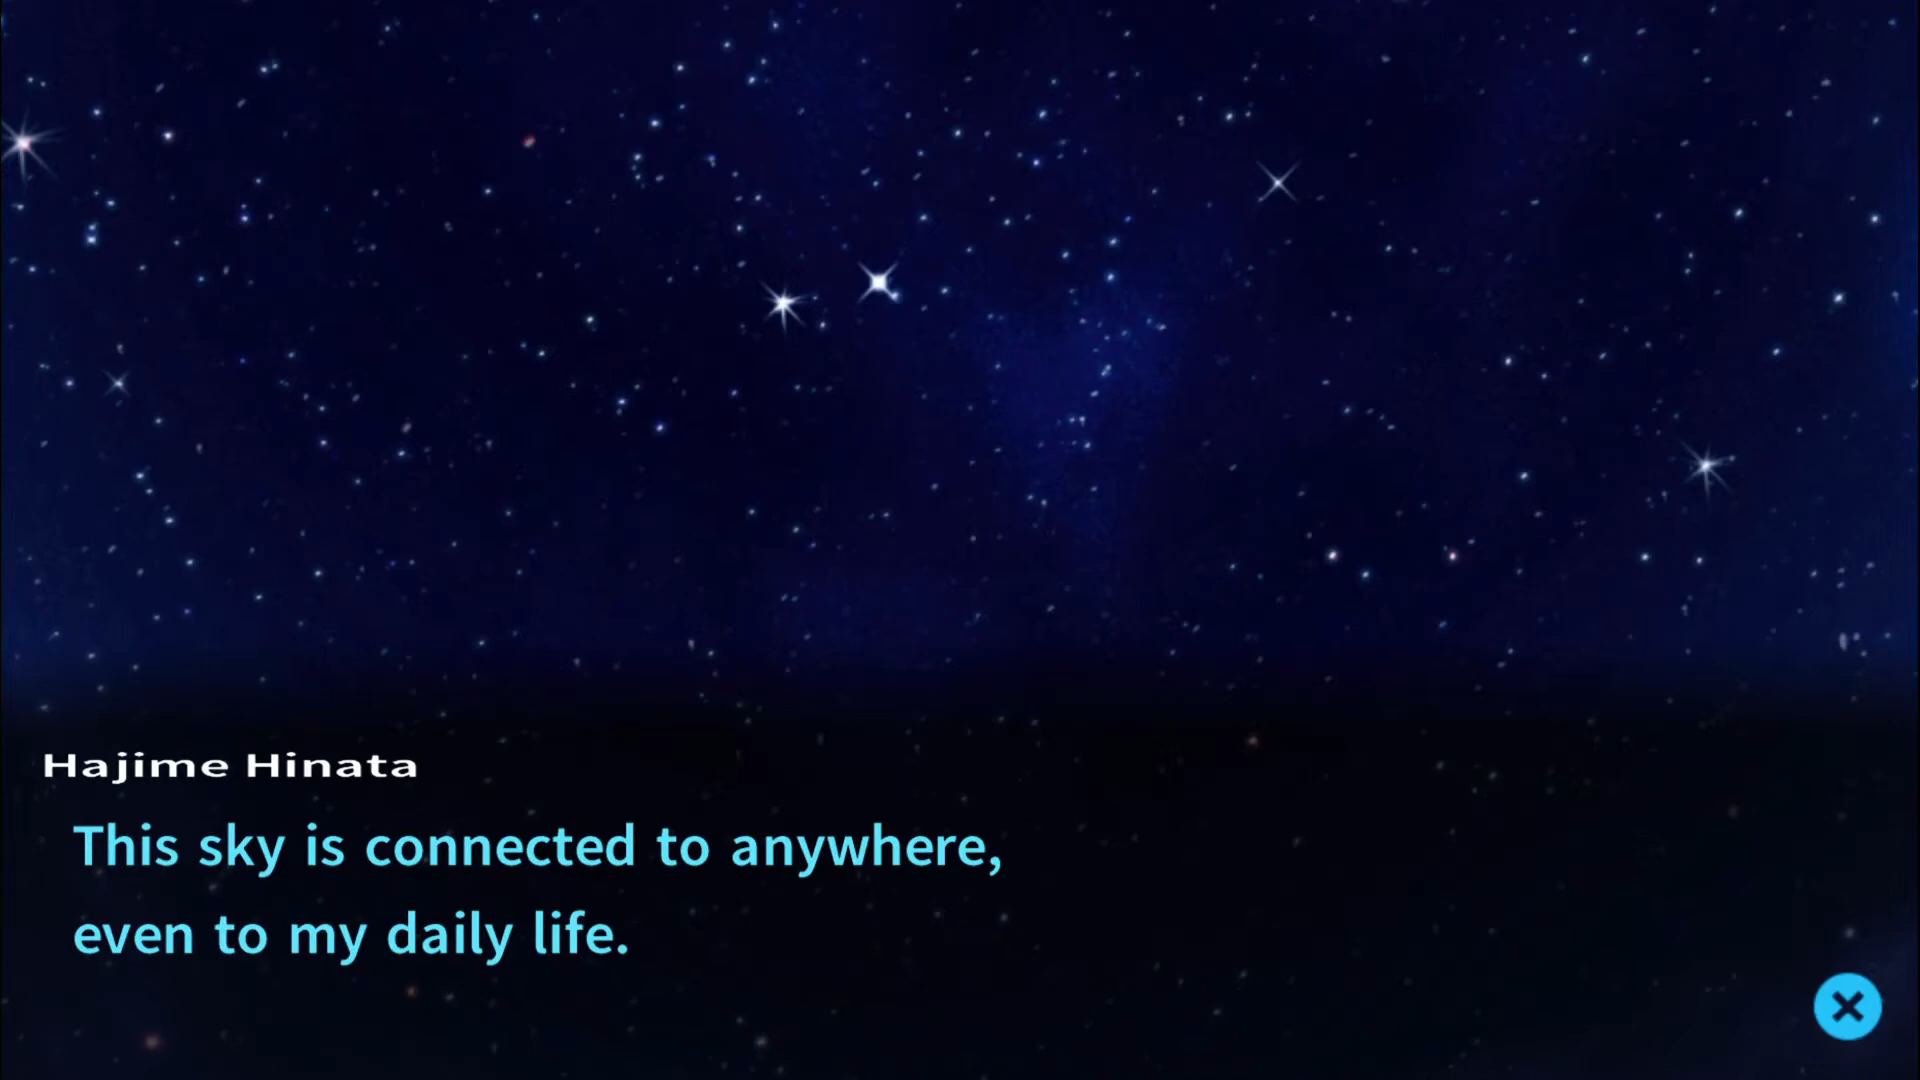 Hajime Hinata
This sky is connected to anywhere,
even to my daily life.